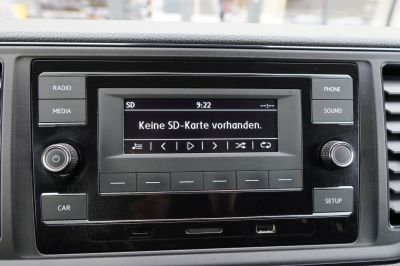 RADIO
MEDIA
CAR
SD
9:22
Keine SD-Karte vorhanden.
PHONE
SOUND
SETUP